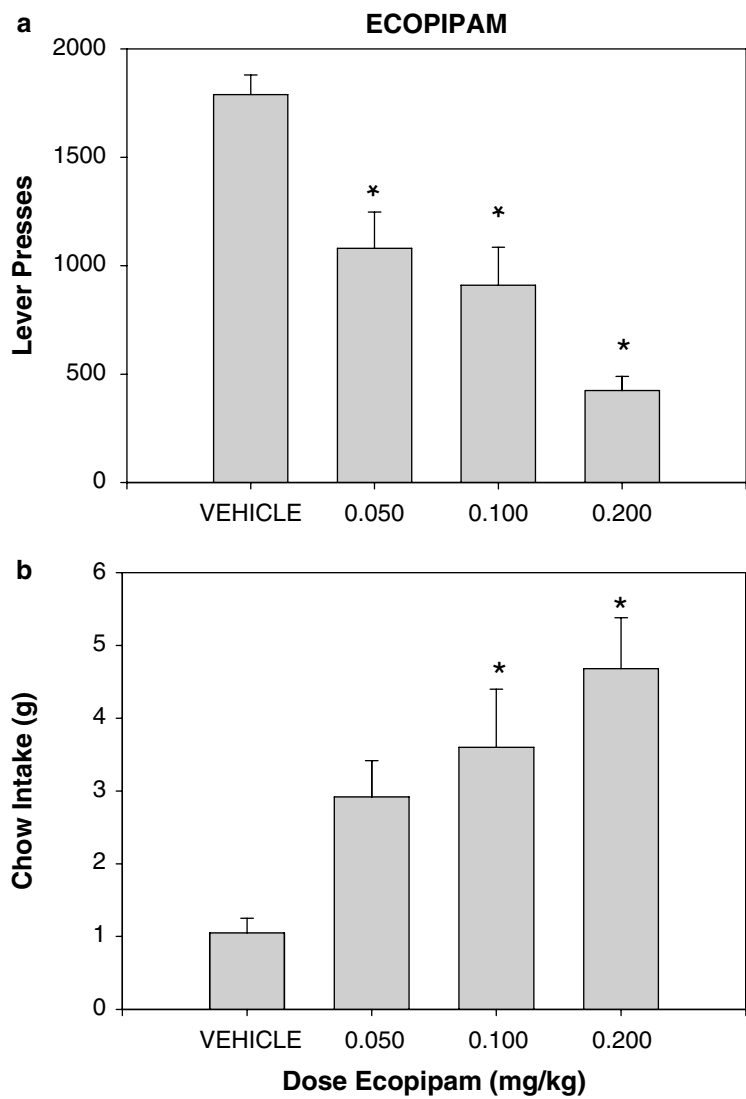 a
ECOPIPAM
2000
1500
1000
500
0
Lever Presses
*
*
*
VEHICLE 0.050 0.100 0.200
b
6
5
4
3
2
1
0
Chow Intake (g)
*
*
VEHICLE 0.050 0.100 0.200
Dose Ecopipam (mg/kg)